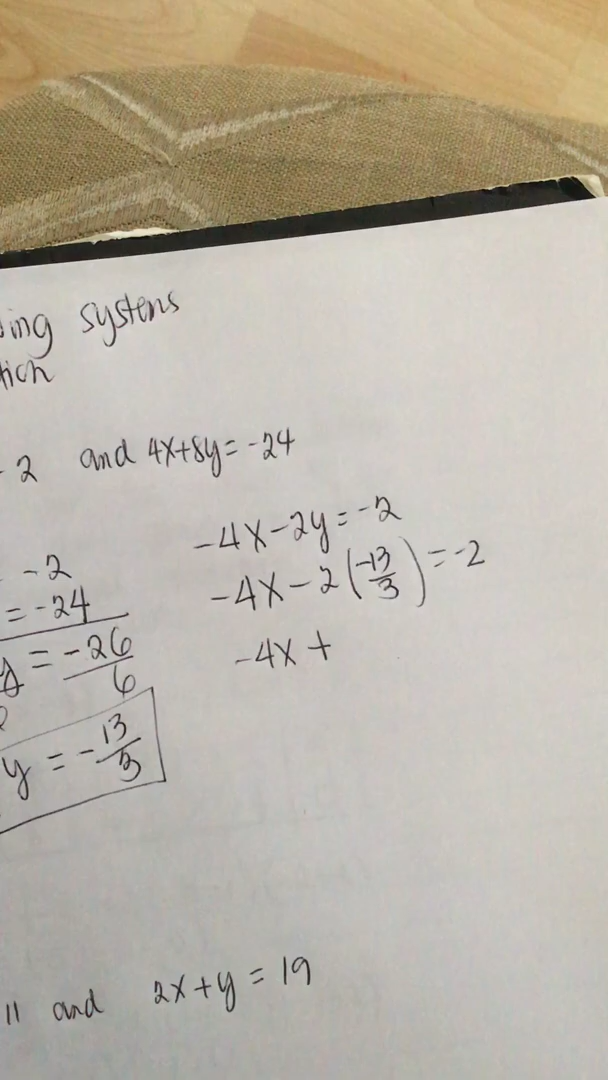 ing systems
tion
- 2 and 4x+8y= -24
-4x-2y=-2
-2
-4x-2(-13/3)=-2
= -24
-4x +
y = -26/6
y = -13/3
11 and 2x+y = 19